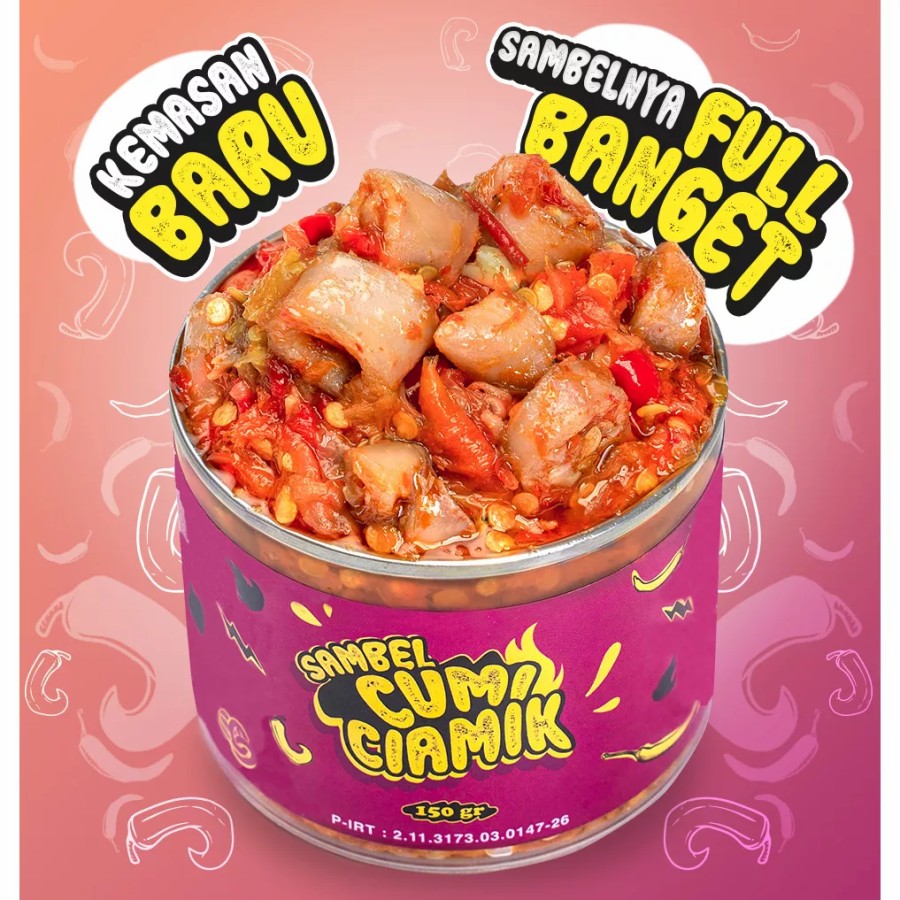 KEMASAN
BARU
SAMBELNYA FULL
BANGET
SAMBEL
CUMI
CIAMIK
150 gr
P-IRT : 2.11.3173.03.0147-26